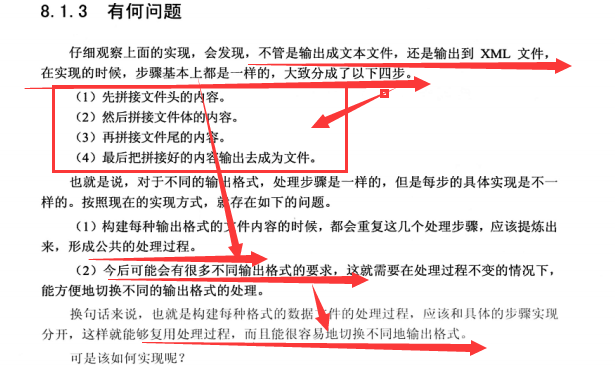 8.1.3 有何问题
仔细观察上面的实现，会发现，不管是输出成文本文件，还是输出到 XML 文件，
在实现的时候，步骤基本上都是一样的，大致分成了以下四步。
（1）先拼接文件头的内容。
（2）然后拼接文件体的内容。
（3）再拼接文件尾的内容。
（4）最后把拼接好的内容输出去成为文件。
也就是说，对于不同的输出格式，处理步骤是一样的，但是每步的具体实现是不一
样的。按照现在的实现方式，就存在如下的问题。
（1）构建每种输出格式的文件内容的时候，都会重复这几个处理步骤，应该提炼出
来，形成公共的处理过程。
（2）今后可能会有很多不同输出格式的要求，这就需要在处理过程不变的情况下，
能方便地切换不同的输出格式的处理。
换句话来说，也就是构建每种格式的数据文件的处理过程，应该和具体的步骤实现
分开，这样就能够复用处理过程，而且能很容易地切换不同地输出格式。
可是该如何实现呢？